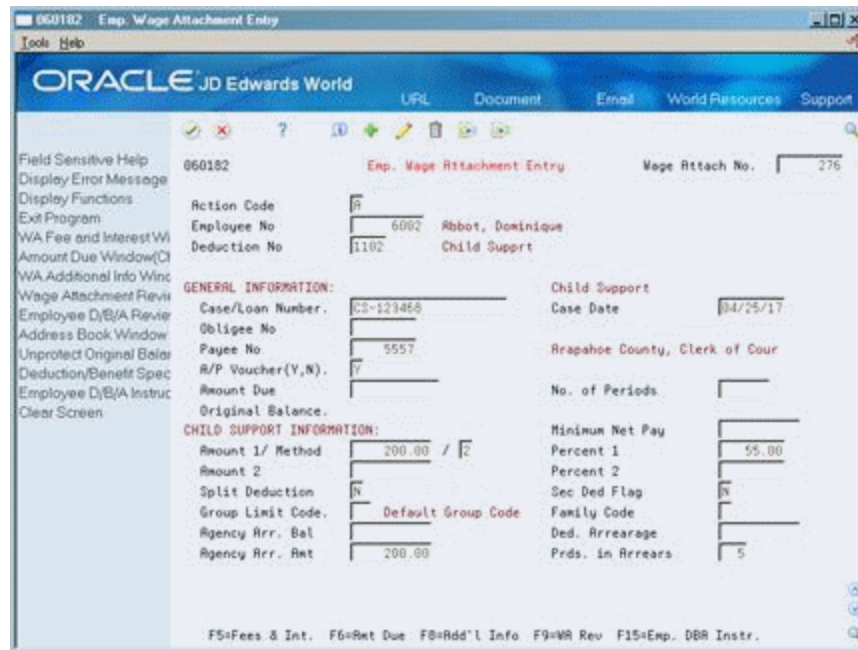 060182 Emp. Wage Attachment Entry
Tools Help
ORACLE JD Edwards World
URL Document Email World Resources Support
Field Sensitive Help
Display Error Message
Display Functions
Exit Program
WA Fee and Interest Wi
Amount Due Window(Ch
WA Additional Info Wind
Wage Attachment Revie
Employee D/B/A Review
Address Book Window
Unprotect Original Balan
Deduction/Benefit Spec
Employee D/B/A Instruc
Clear Screen
060182 Emp. Wage Attachment Entry Wage Attach No. 276
Action Code A
Employee No 6002 Abbot, Dominique
Deduction No 1102 Child Supprt
GENERAL INFORMATION: Child Support
Case/Loan Number. CS-123456 Case Date 04/25/17
Obligee No
Payee No 5557 Arapahoe County, Clerk of Cour
A/P Voucher(Y,N). Y
Amount Due No. of Periods
Original Balance.
CHILD SUPPORT INFORMATION: Minimum Net Pay
Amount 1/ Method 200.00 / 2 Percent 1 55.00
Amount 2 Percent 2
Split Deduction N Sec Ded Flag N
Group Limit Code. Default Group Code Family Code
Agency Arr. Bal Ded. Arrearage
Agency Arr. Amt 200.00 Prds. in Arrears 5
F5=Fees & Int. F6=Amt Due F8=Add'l Info F9=WA Rev F15=Emp. DBA Instr.